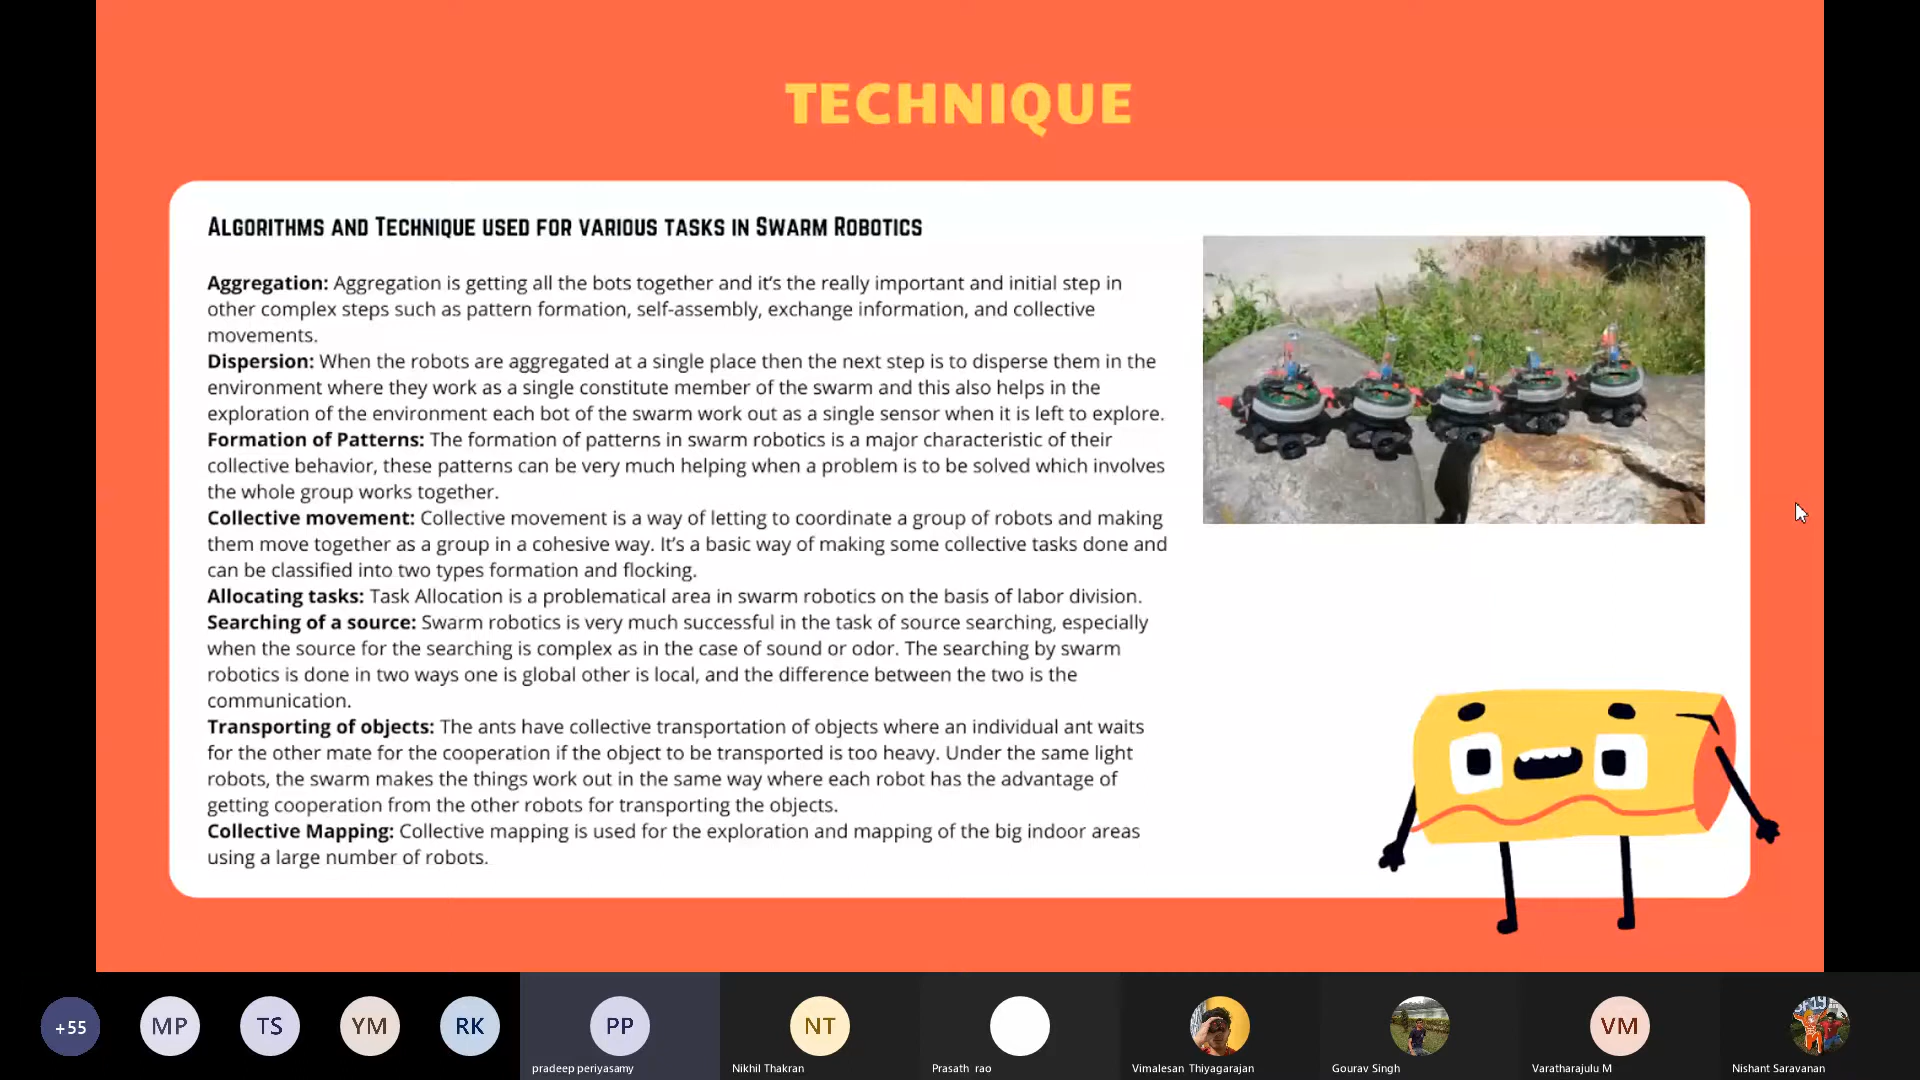 TECHNIQUE
Algorithms and Technique used for various tasks in Swarm Robotics
Aggregation: Aggregation is getting all the bots together and it's the really important and initial step in
other complex steps such as pattern formation, self-assembly, exchange information, and collective
movements.
Dispersion: When the robots are aggregated at a single place then the next step is to disperse them in the
environment where they work as a single constitute member of the swarm and this also helps in the
exploration of the environment each bot of the swarm work out as a single sensor when it is left to explore.
Formation of Patterns: The formation of patterns in swarm robotics is a major characteristic of their
collective behavior, these patterns can be very much helping when a problem is to be solved which involves
the whole group works together.
Collective movement: Collective movement is a way of letting to coordinate a group of robots and making
them move together as a group in a cohesive way. It's a basic way of making some collective tasks done and
can be classified into two types formation and flocking.
Allocating tasks: Task Allocation is a problematical area in swarm robotics on the basis of labor division.
Searching of a source: Swarm robotics is very much successful in the task of source searching, especially
when the source for the searching is complex as in the case of sound or odor. The searching by swarm
robotics is done in two ways one is global other is local, and the difference between the two is the
communication.
Transporting of objects: The ants have collective transportation of objects where an individual ant waits
for the other mate for the cooperation if the object to be transported is too heavy. Under the same light
robots, the swarm makes the things work out in the same way where each robot has the advantage of
getting cooperation from the other robots for transporting the objects.
Collective Mapping: Collective mapping is used for the exploration and mapping of the big indoor areas
using a large number of robots.
+55 MP TS YM RK PP NT VM
pradeep periyasamy Nikhil Thakran Prasath rao Vimalesan Thiyagarajan Gourav Singh Varatharajulu M Nishant Saravanan